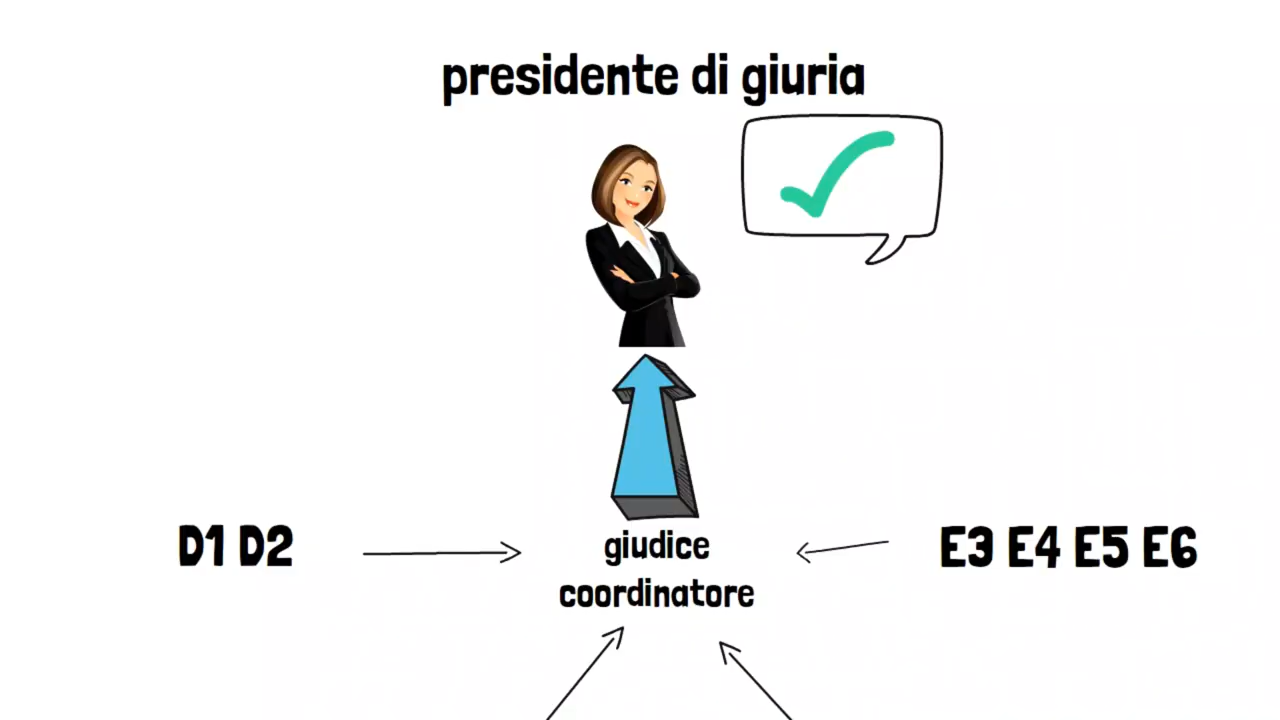 presidente di giuria
D1 D2
giudice
coordinatore
E3 E4 E5 E6